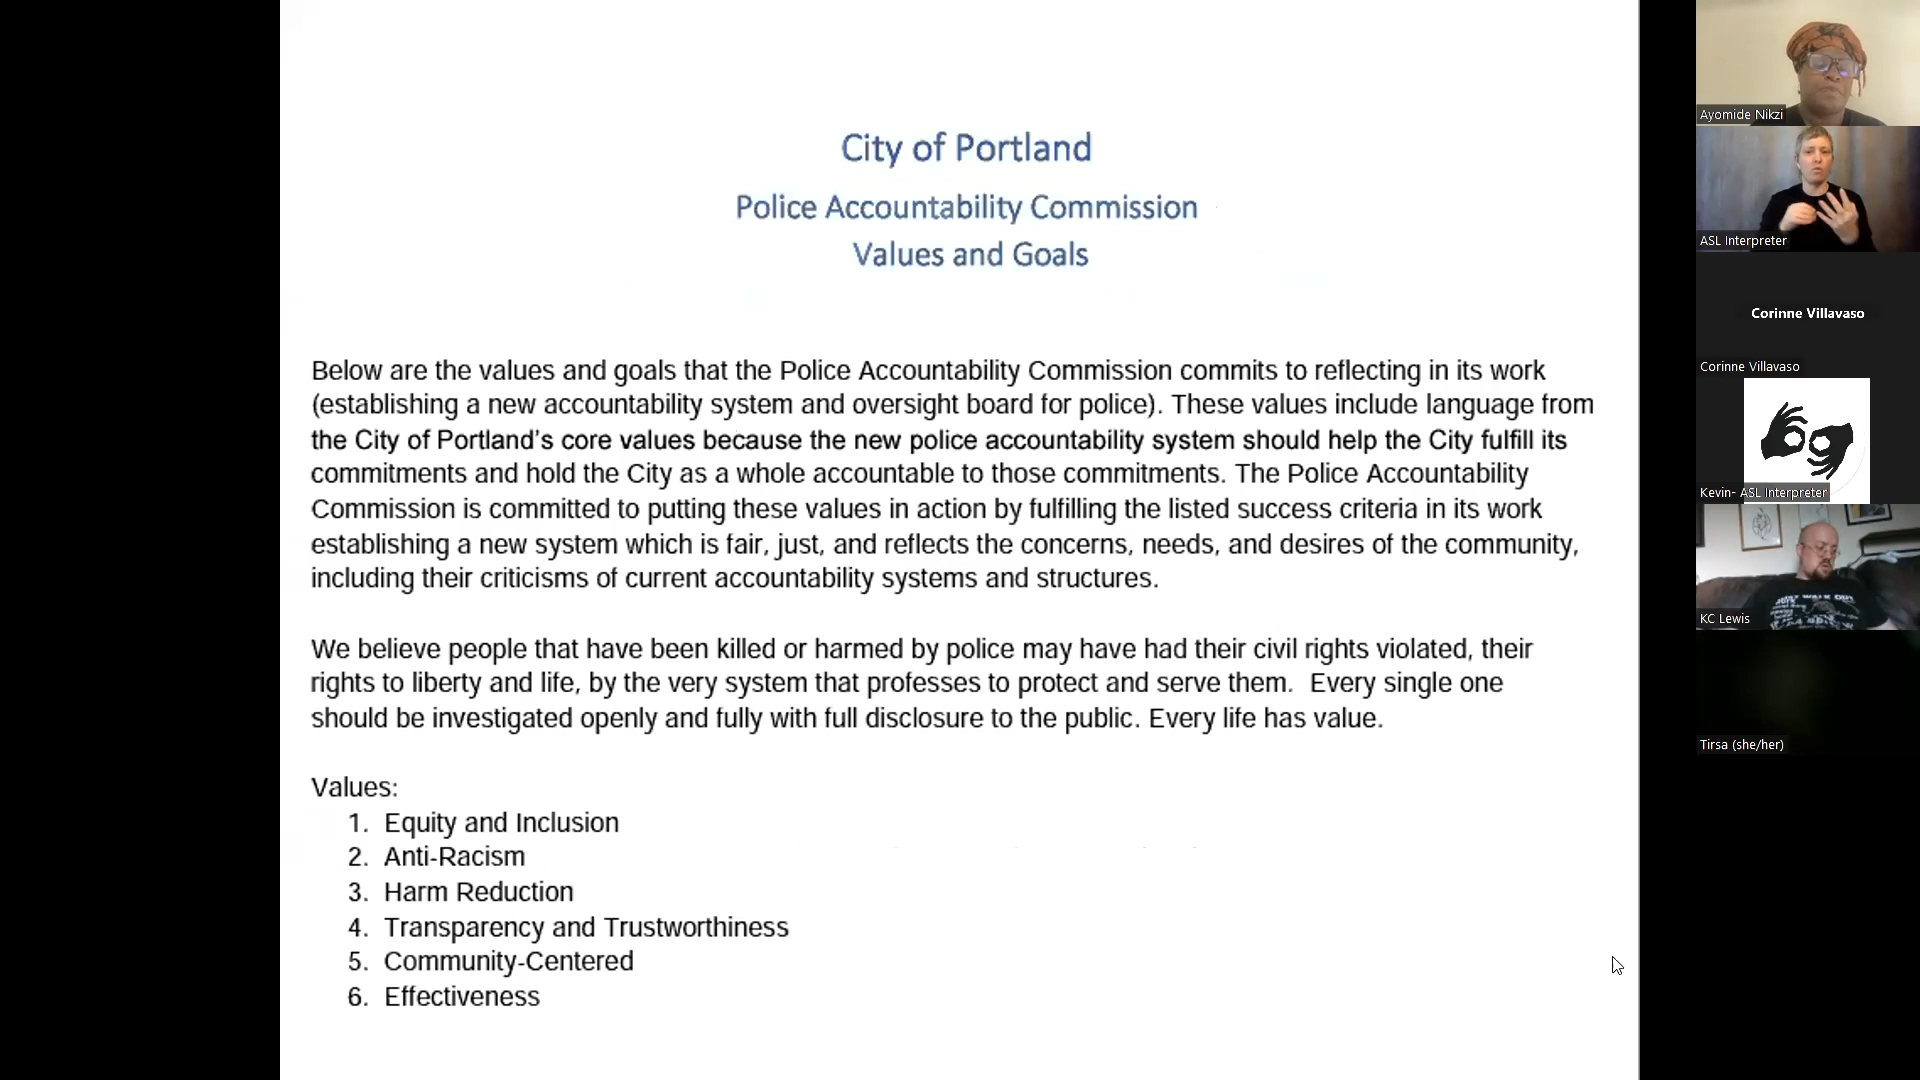 City of Portland
Police Accountability Commission
Values and Goals
Below are the values and goals that the Police Accountability Commission commits to reflecting in its work
(establishing a new accountability system and oversight board for police). These values include language from
the City of Portland's core values because the new police accountability system should help the City fulfill its
commitments and hold the City as a whole accountable to those commitments. The Police Accountability
Commission is committed to putting these values in action by fulfilling the listed success criteria in its work
establishing a new system which is fair, just, and reflects the concerns, needs, and desires of the community,
including their criticisms of current accountability systems and structures.
We believe people that have been killed or harmed by police may have had their civil rights violated, their
rights to liberty and life, by the very system that professes to protect and serve them.  Every single one
should be investigated openly and fully with full disclosure to the public. Every life has value.
Values:
1. Equity and Inclusion
2. Anti-Racism
3. Harm Reduction
4. Transparency and Trustworthiness
5. Community-Centered
6. Effectiveness
Ayomide Nikzi
ASL Interpreter
Corinne Villavaso
Corinne Villavaso
Kevin- ASL Interpreter
KC Lewis
Tirsa (she/her)